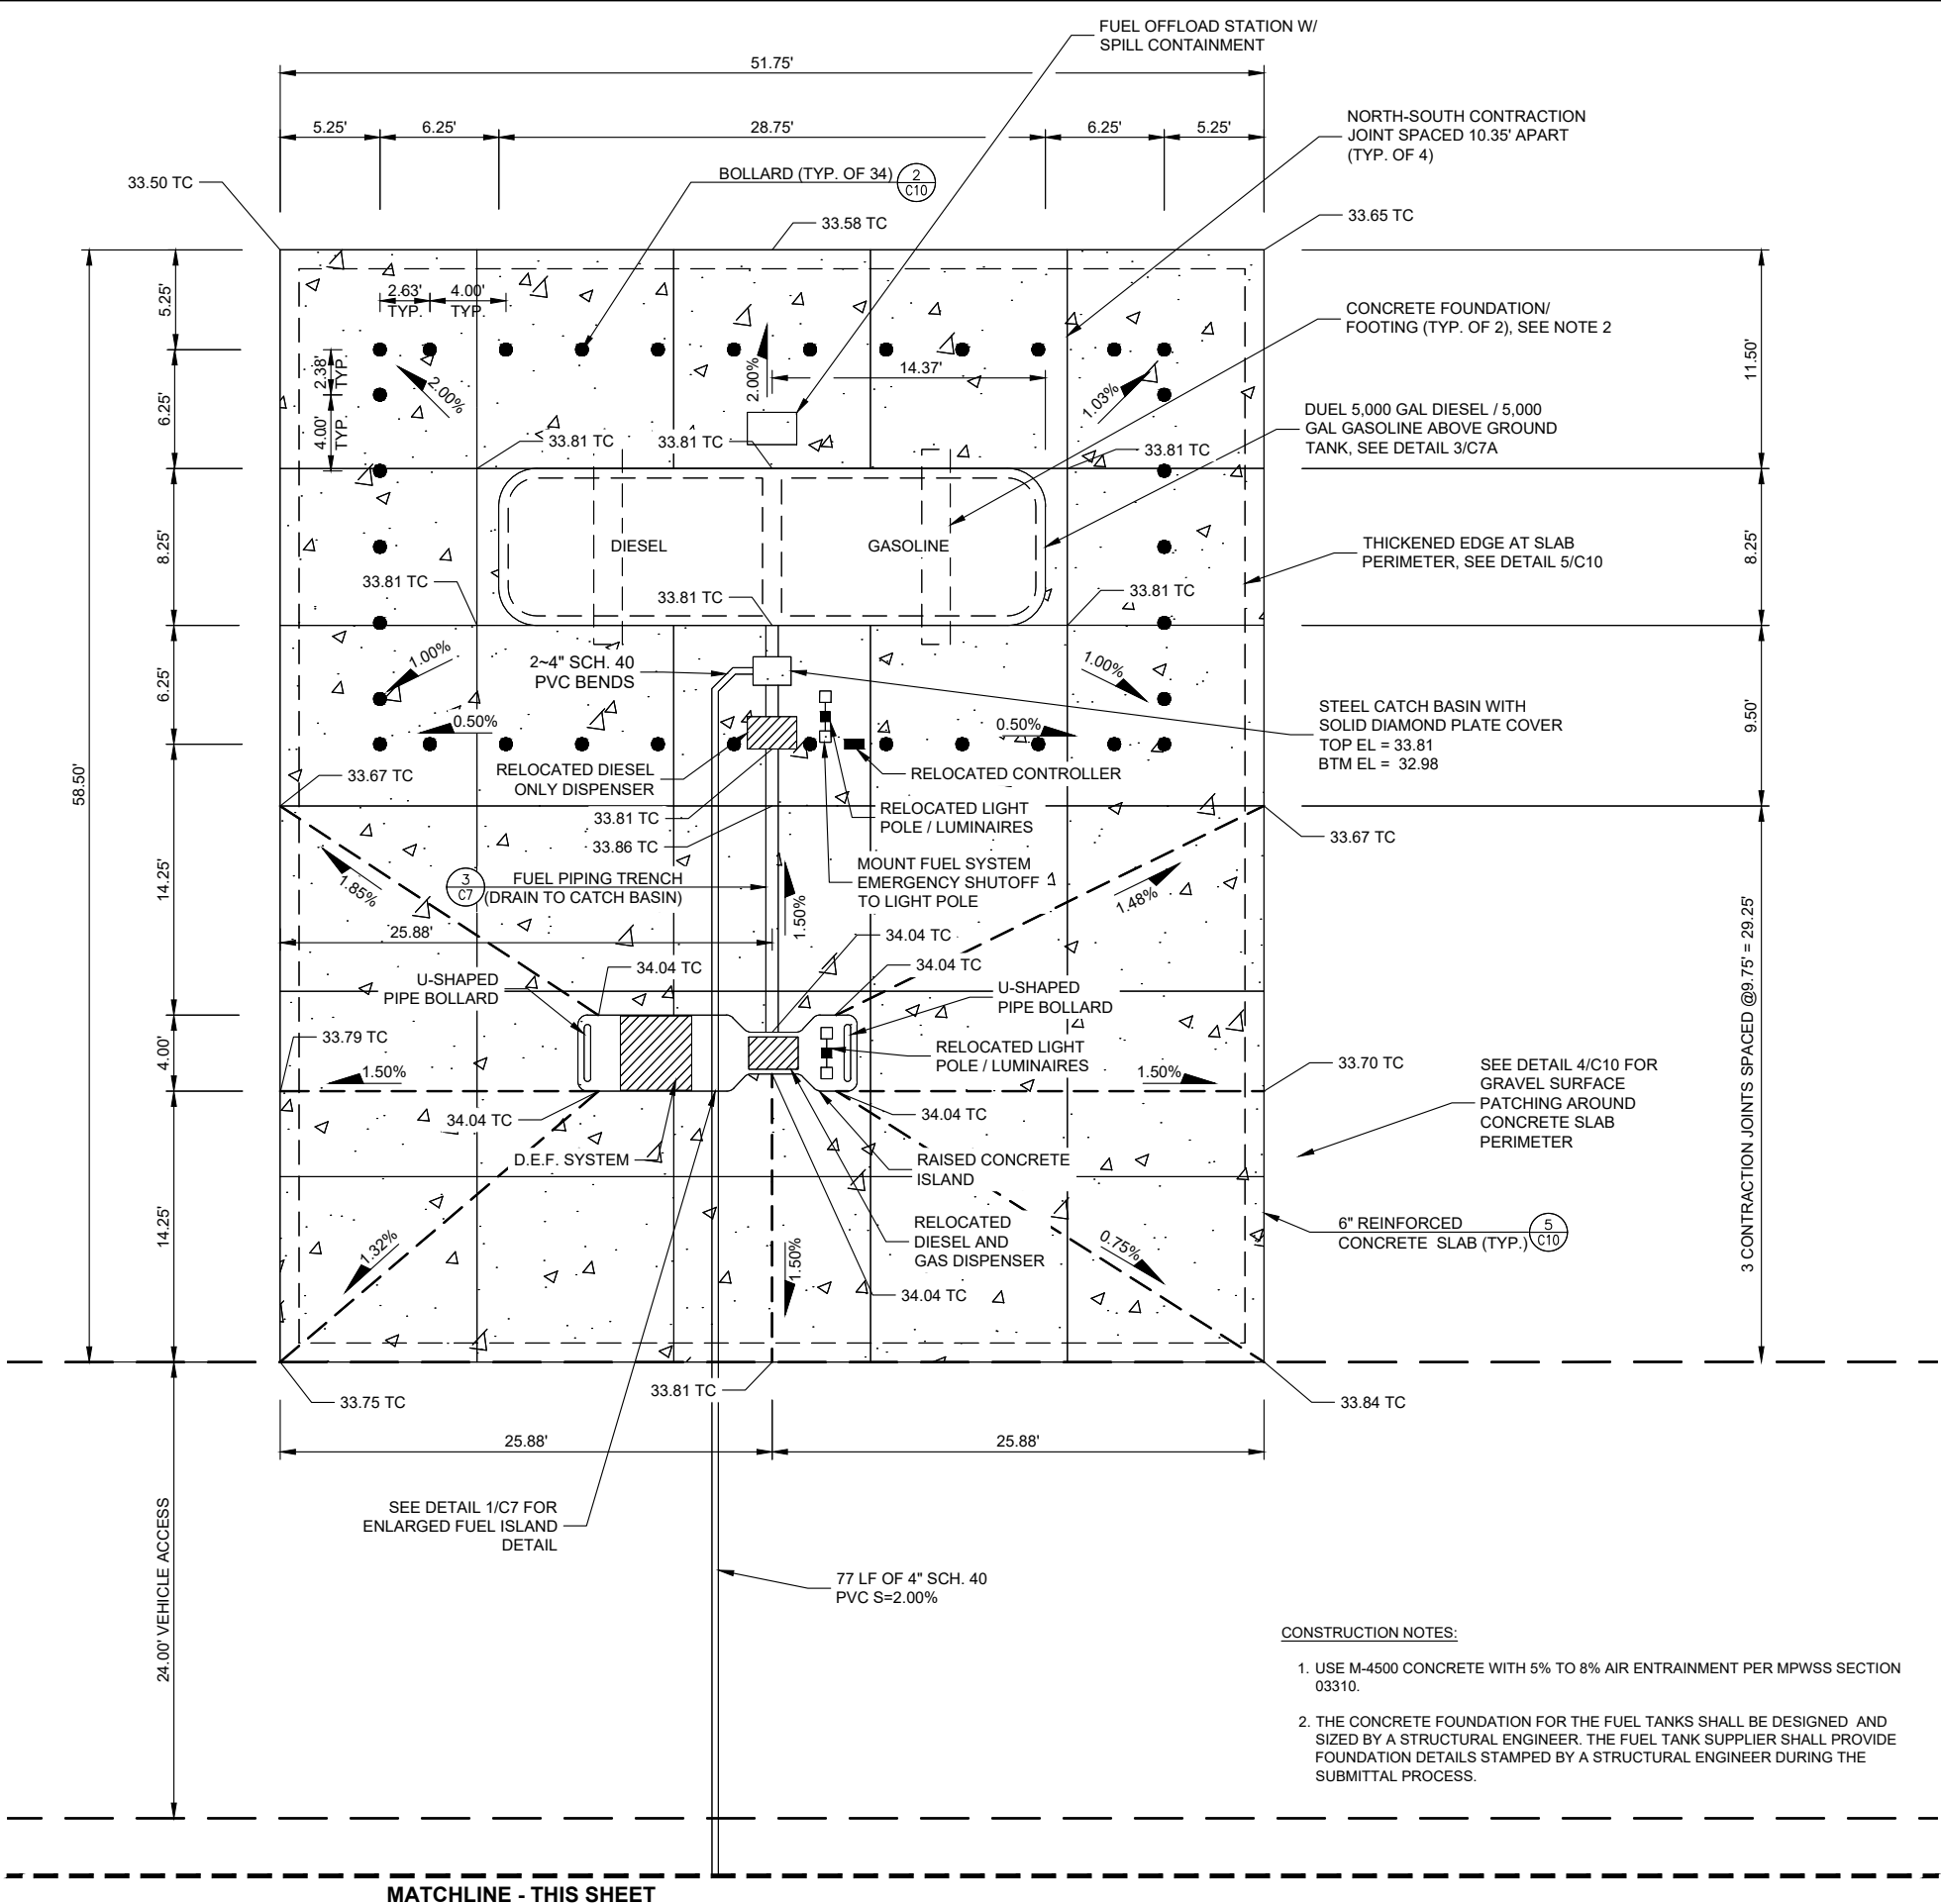 FUEL OFFLOAD STATION W/
SPILL CONTAINMENT
51.75'
5.25'
6.25'
28.75'
6.25'
5.25'
NORTH-SOUTH CONTRACTION
JOINT SPACED 10.35' APART
(TYP. OF 4)
33.50 TC
BOLLARD (TYP. OF 34)
2
C10
33.58 TC
33.65 TC
5.25'
2.63'
TYP.
4.00'
TYP.
CONCRETE FOUNDATION/
FOOTING (TYP. OF 2), SEE NOTE 2
11.50'
6.25'
2.38'
TYP.
4.00'
TYP.
2.00%
2.00%
14.37'
1.03%
DUEL 5,000 GAL DIESEL / 5,000
GAL GASOLINE ABOVE GROUND
TANK, SEE DETAIL 3/C7A
33.81 TC
33.81 TC
33.81 TC
8.25'
DIESEL
GASOLINE
THICKENED EDGE AT SLAB
PERIMETER, SEE DETAIL 5/C10
8.25'
33.81 TC
33.81 TC
33.81 TC
6.25'
1.00%
2~4" SCH. 40
PVC BENDS
1.00%
STEEL CATCH BASIN WITH
SOLID DIAMOND PLATE COVER
TOP EL = 33.81
BTM EL = 32.98
9.50'
0.50%
0.50%
58.50'
33.67 TC
RELOCATED DIESEL
ONLY DISPENSER
RELOCATED CONTROLLER
33.81 TC
RELOCATED LIGHT
POLE / LUMINAIRES
33.67 TC
33.86 TC
14.25'
1.85%
3
C7
FUEL PIPING TRENCH
(DRAIN TO CATCH BASIN)
MOUNT FUEL SYSTEM
EMERGENCY SHUTOFF
TO LIGHT POLE
1.48%
1.50%
25.88'
34.04 TC
34.04 TC
34.04 TC
U-SHAPED
PIPE BOLLARD
U-SHAPED
PIPE BOLLARD
4.00'
33.79 TC
1.50%
RELOCATED LIGHT
POLE / LUMINAIRES
1.50%
33.70 TC
SEE DETAIL 4/C10 FOR
GRAVEL SURFACE
PATCHING AROUND
CONCRETE SLAB
PERIMETER
3 CONTRACTION JOINTS SPACED @9.75' = 29.25'
34.04 TC
34.04 TC
D.E.F. SYSTEM
RAISED CONCRETE
ISLAND
14.25'
1.32%
1.50%
RELOCATED
DIESEL AND
GAS DISPENSER
0.75%
6" REINFORCED
CONCRETE SLAB (TYP.)
5
C10
34.04 TC
33.75 TC
33.81 TC
33.84 TC
25.88'
25.88'
24.00' VEHICLE ACCESS
SEE DETAIL 1/C7 FOR
ENLARGED FUEL ISLAND
DETAIL
77 LF OF 4" SCH. 40
PVC S=2.00%
CONSTRUCTION NOTES:
1. USE M-4500 CONCRETE WITH 5% TO 8% AIR ENTRAINMENT PER MPWSS SECTION
03310.
2. THE CONCRETE FOUNDATION FOR THE FUEL TANKS SHALL BE DESIGNED AND
SIZED BY A STRUCTURAL ENGINEER. THE FUEL TANK SUPPLIER SHALL PROVIDE
FOUNDATION DETAILS STAMPED BY A STRUCTURAL ENGINEER DURING THE
SUBMITTAL PROCESS.
MATCHLINE - THIS SHEET